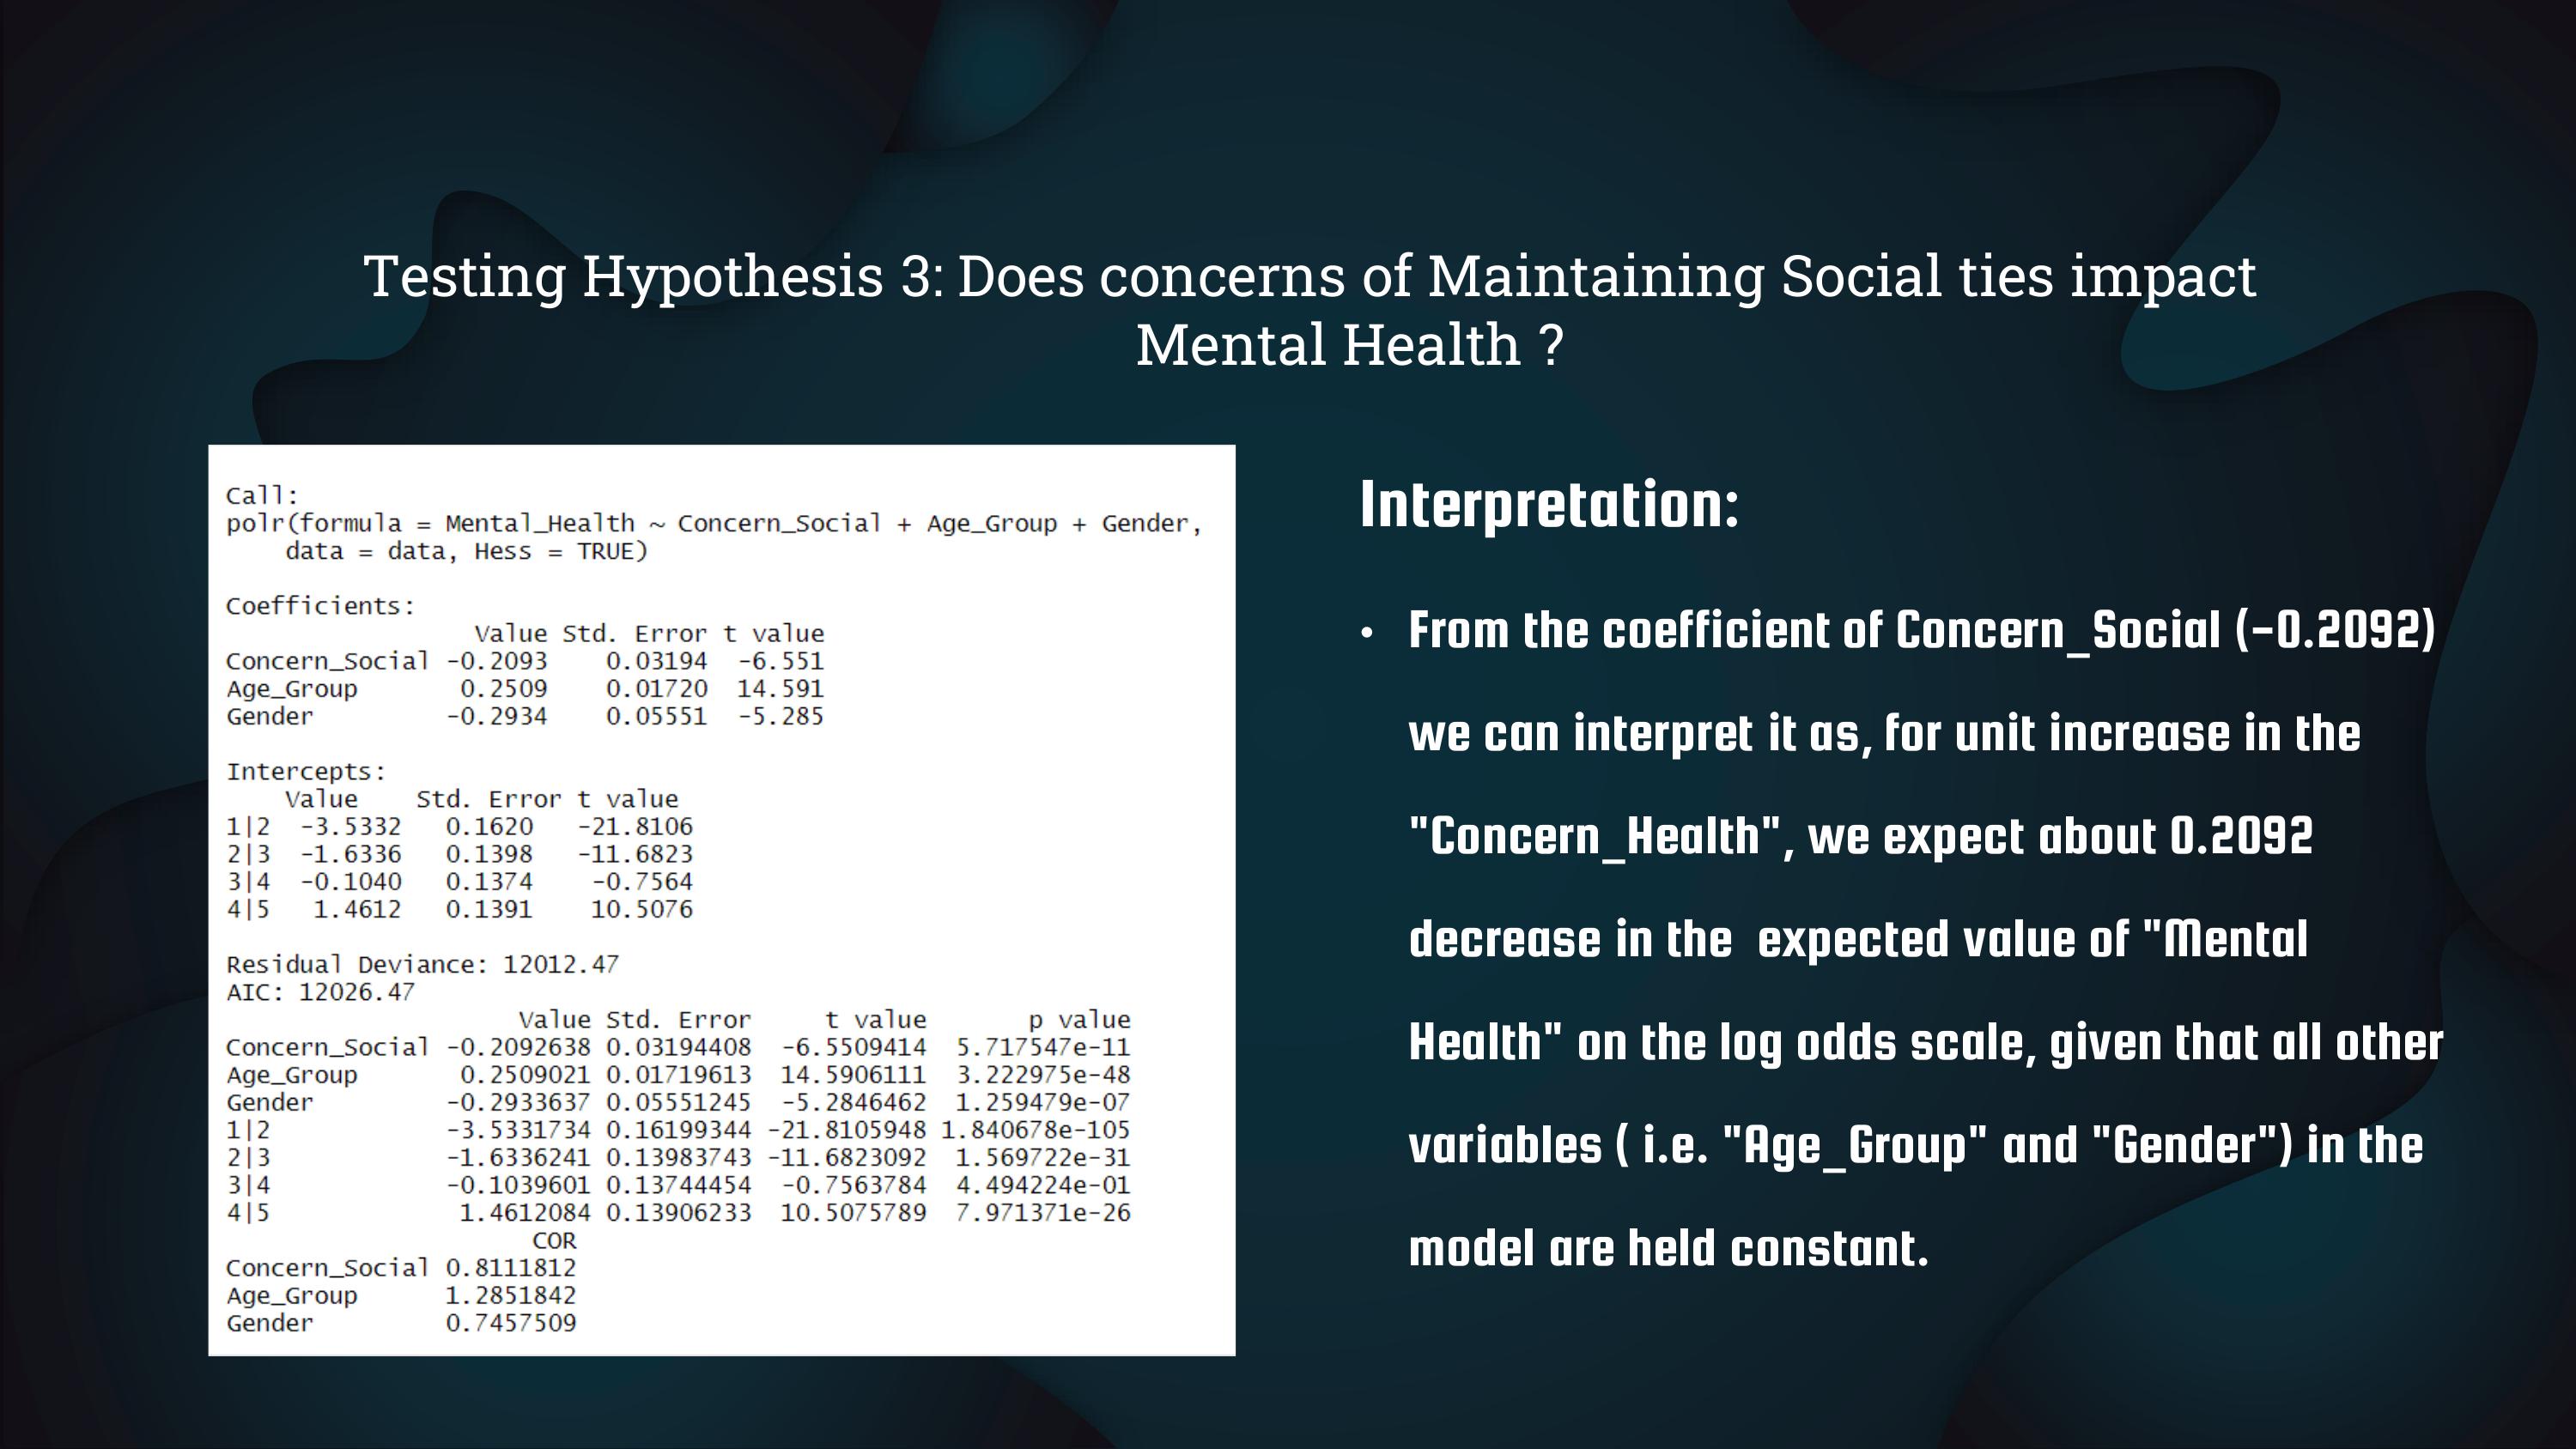 Testing Hypothesis 3: Does concerns of Maintaining Social ties impact
Mental Health ?
Call:
polr(formula = Mental_Health ~ Concern_Social + Age_Group + Gender,
    data = data, Hess = TRUE)
Coefficients:
                 Value Std. Error t value
Concern_Social -0.2093    0.03194  -6.551
Age_Group       0.2509    0.01720  14.591
Gender         -0.2934    0.05551  -5.285
Intercepts:
    Value    Std. Error t value
1|2  -3.5332   0.1620   -21.8106
2|3  -1.6336   0.1398   -11.6823
3|4  -0.1040   0.1374    -0.7564
4|5   1.4612   0.1391    10.5076
Residual Deviance: 12012.47
AIC: 12026.47
                    Value Std. Error     t value       p value
Concern_Social -0.2092638 0.03194408  -6.5509414  5.717547e-11
Age_Group       0.2509021 0.01719613  14.5906111  3.222975e-48
Gender         -0.2933637 0.05551245  -5.2846462  1.259479e-07
1|2            -3.5331734 0.16199344 -21.8105948 1.840678e-105
2|3            -1.6336241 0.13983743 -11.6823092  1.569722e-31
3|4            -0.1039601 0.13744454  -0.7563784  4.494224e-01
4|5             1.4612084 0.13906233  10.5075789  7.971371e-26
                     COR
Concern_Social 0.8111812
Age_Group      1.2851842
Gender         0.7457509
Interpretation:
• From the coefficient of Concern_Social (-0.2092)
we can interpret it as, for unit increase in the
"Concern_Health", we expect about 0.2092
decrease in the  expected value of "Mental
Health" on the log odds scale, given that all other
variables ( i.e. "Age_Group" and "Gender") in the
model are held constant.